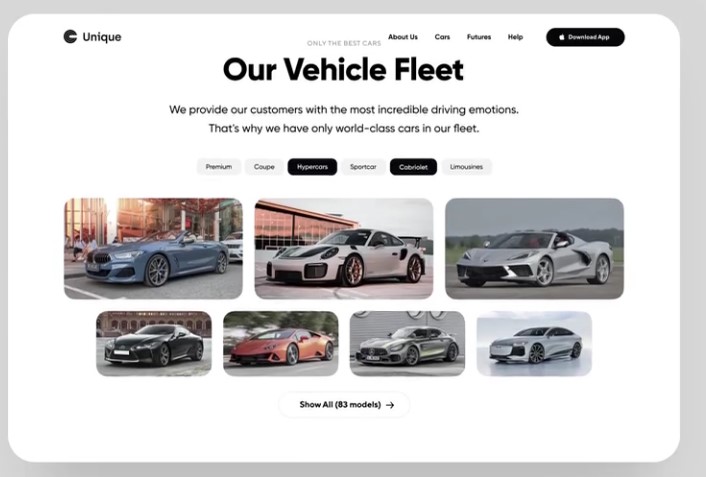 Unique
About Us
Cars
Futures
Help
Download App
ONLY THE BEST CARS
Our Vehicle Fleet
We provide our customers with the most incredible driving emotions.
That's why we have only world-class cars in our fleet.
Premium
Coupe
Hypercars
Sportcar
Cabriolet
Limousines
Show All (83 models)